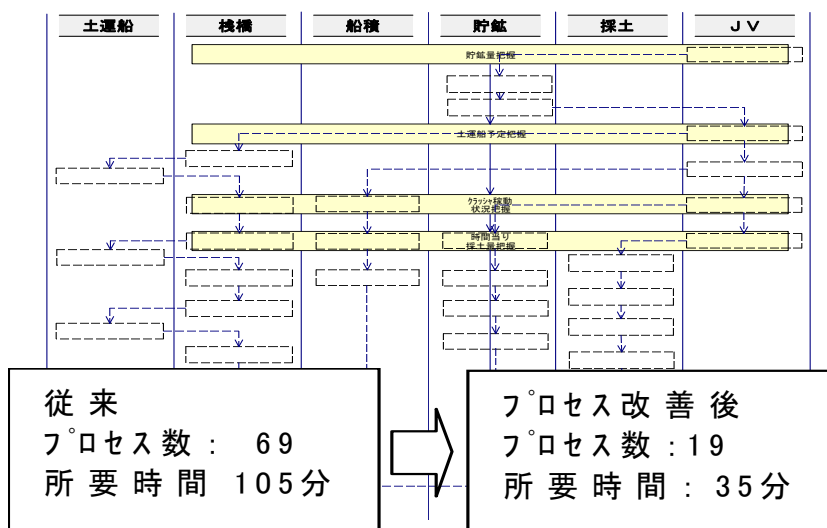 土運船 桟橋 船積 貯鉱 採土 ＪＶ
貯鉱量把握
土運船予定把握
ｸﾗｯｼｬ稼動
状況把握
時間当り
採土量把握
従来
ﾌﾟﾛｾｽ数： 69
所要時間 105分
ﾌﾟﾛｾｽ改善後
ﾌﾟﾛｾｽ数：19
所要時間：35分